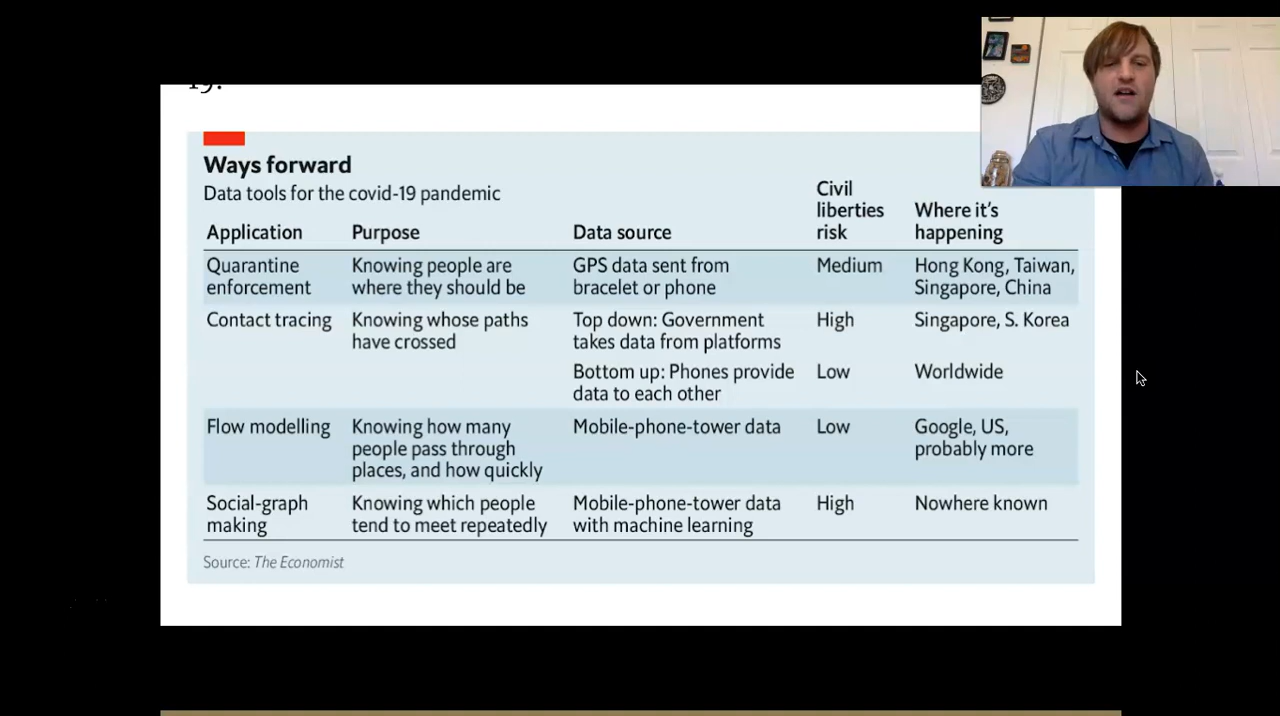 19.
Ways forward
Data tools for the covid-19 pandemic
Application Purpose Data source Civil liberties risk Where it's happening
Quarantine enforcement Knowing people are where they should be GPS data sent from bracelet or phone Medium Hong Kong, Taiwan, Singapore, China
Contact tracing Knowing whose paths have crossed Top down: Government takes data from platforms High Singapore, S. Korea
Bottom up: Phones provide data to each other Low Worldwide
Flow modelling Knowing how many people pass through places, and how quickly Mobile-phone-tower data Low Google, US, probably more
Social-graph making Knowing which people tend to meet repeatedly Mobile-phone-tower data with machine learning High Nowhere known
Source: The Economist